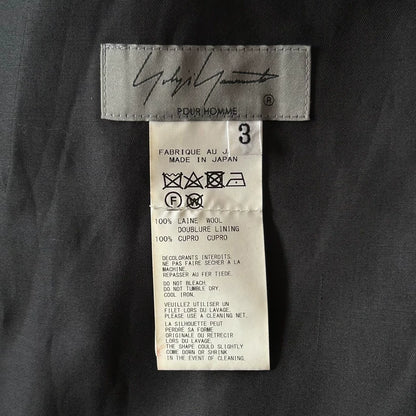 Yohji Yamamoto ®
POUR HOMME
3
FABRIQUE AU J
MADE IN JAPAN
F W
100% LAINE WOOL
DOUBLURE LINING
100% CUPRO CUPRO
DECOLORANTS INTERDITS.
NE PAS FAIRE SÉCHER A LA
MACHINE.
REPASSER AU FER TIEDE.
DO NOT BLEACH.
DO NOT TUMBLE DRY.
COOL IRON.
VEUILLEZ UTILISER UN
FILET LORS DU LAVAGE.
PLEASE USE A CLEANING NET.
LA SILHOUETTE PEUT
PERDRE SA FORME
ORIGINALE OU RETRECIR
LORS DU LAVAGE.
THE SHAPE COULD SLIGHTLY
COME DOWN OR SHRINK
IN THE EVENT OF CLEANING.